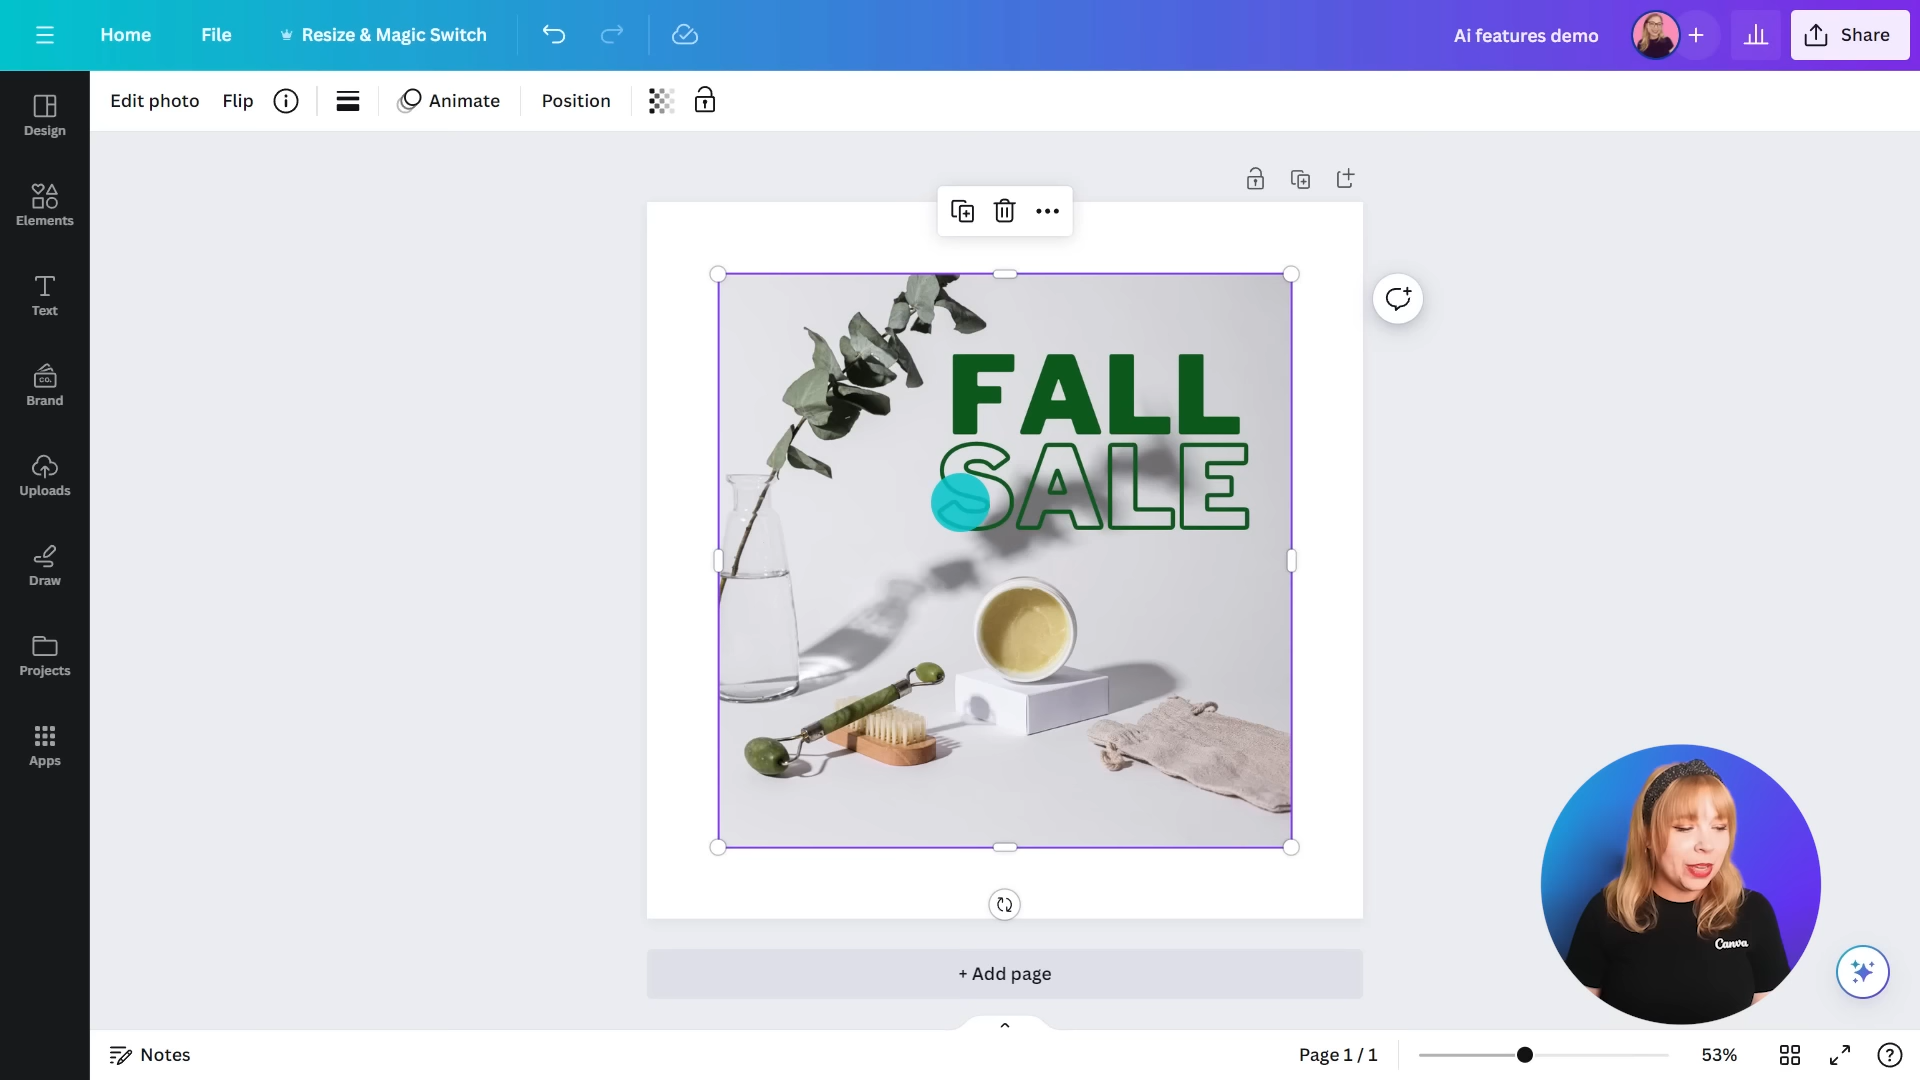 Home
File
Resize & Magic Switch
Ai features demo
Share
Edit photo
Flip
Animate
Position
Design
Elements
Text
CO.
Brand
Uploads
Draw
Projects
Apps
FALL
SALE
Canva
+ Add page
Notes
Page 1 / 1
53%